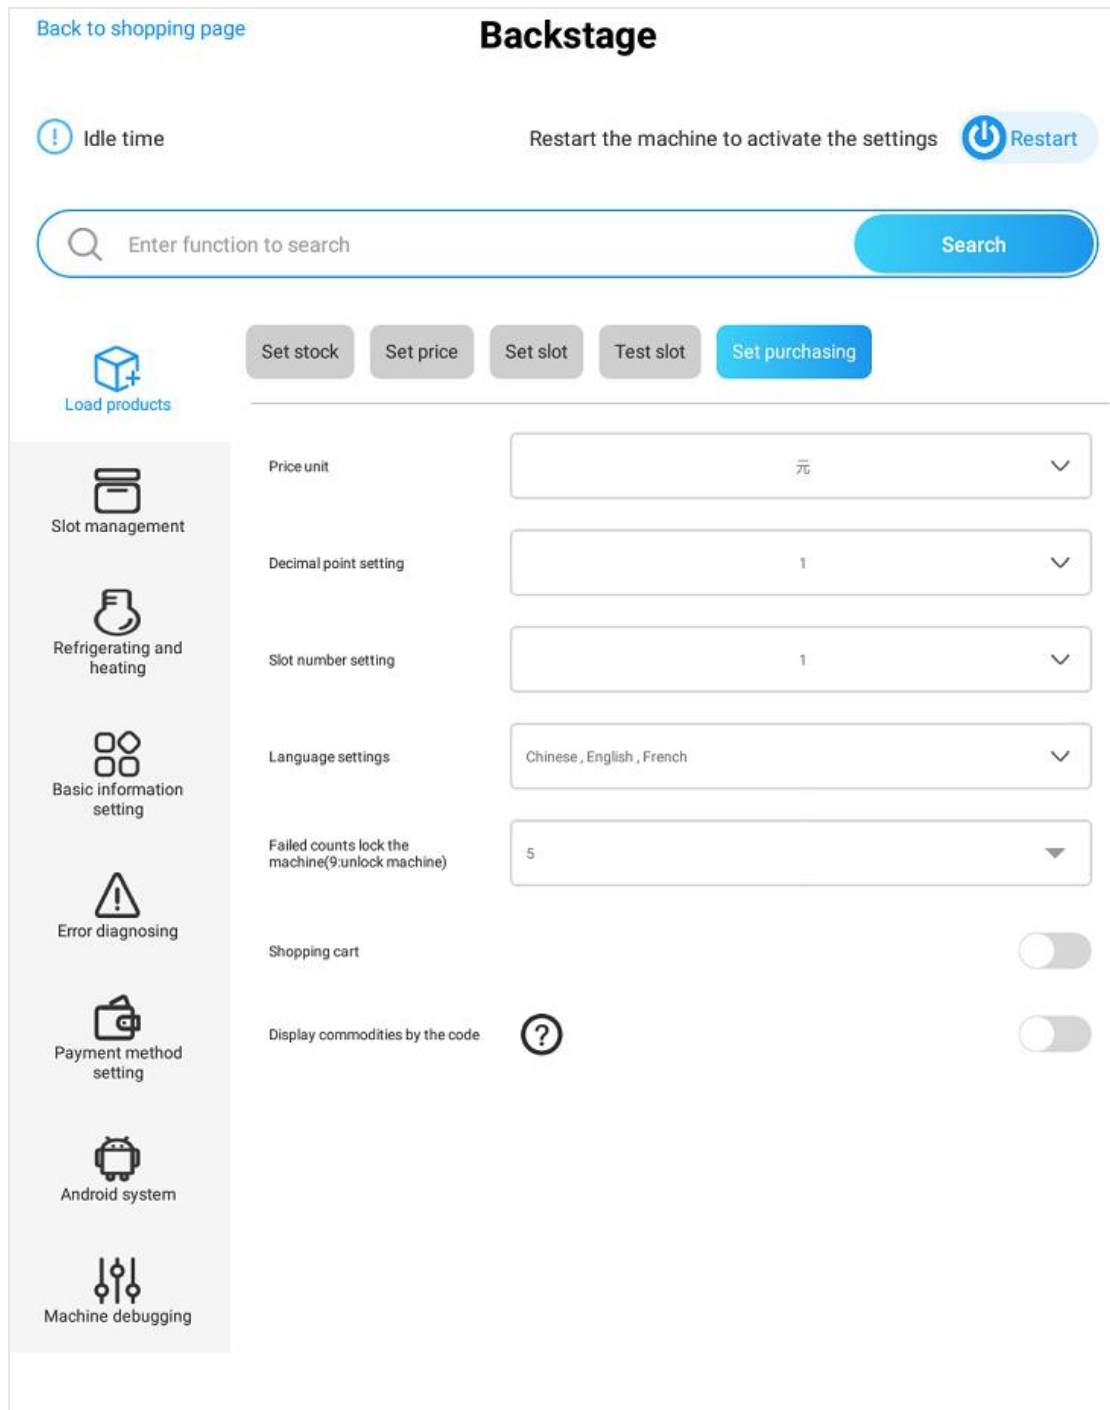 Back to shopping page
Backstage
Idle time
Restart the machine to activate the settings
Restart
Enter function to search
Search
Load products
Slot management
Refrigerating and
heating
Basic information
setting
Error diagnosing
Payment method
setting
Android system
Machine debugging
Set stock
Set price
Set slot
Test slot
Set purchasing
Price unit
元
Decimal point setting
1
Slot number setting
1
Language settings
Chinese , English , French
Failed counts lock the
machine(9:unlock machine)
5
Shopping cart
Display commodities by the code
?